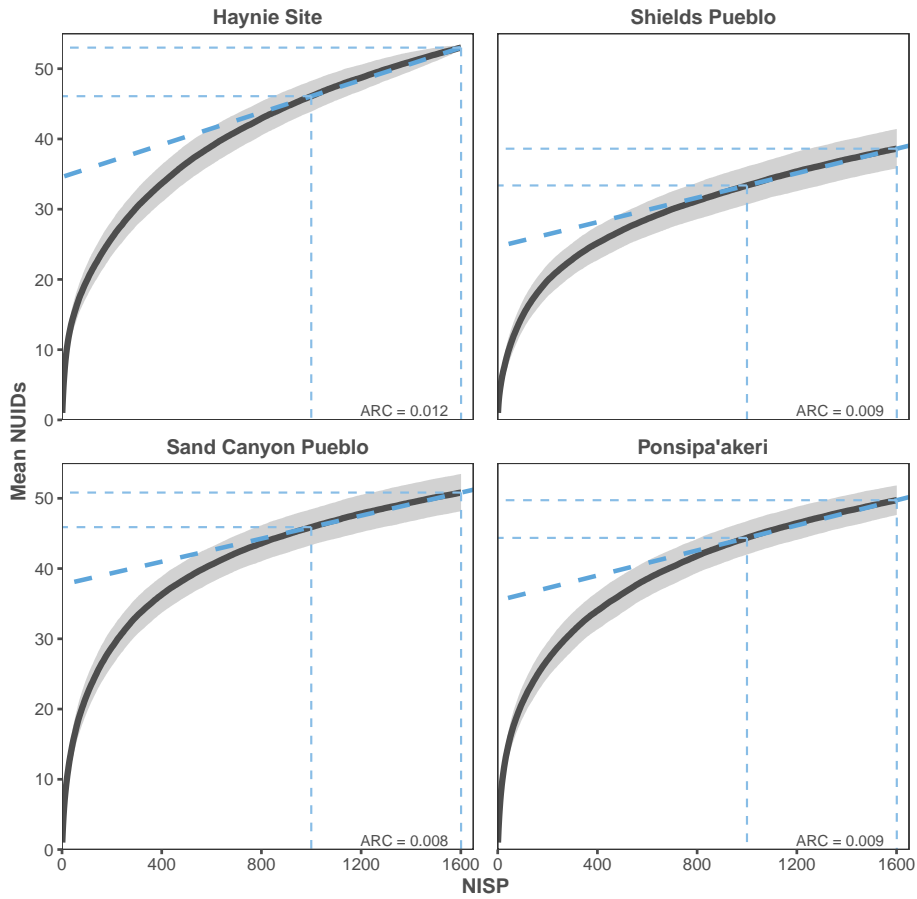 Haynie Site
Shields Pueblo
50
40
30
20
10
0
ARC = 0.012
ARC = 0.009
Mean NUIDs
Sand Canyon Pueblo
Ponsipa'akeri
50
40
30
20
10
0
ARC = 0.008
ARC = 0.009
0 400 800 1200 1600
0 400 800 1200 1600
NISP